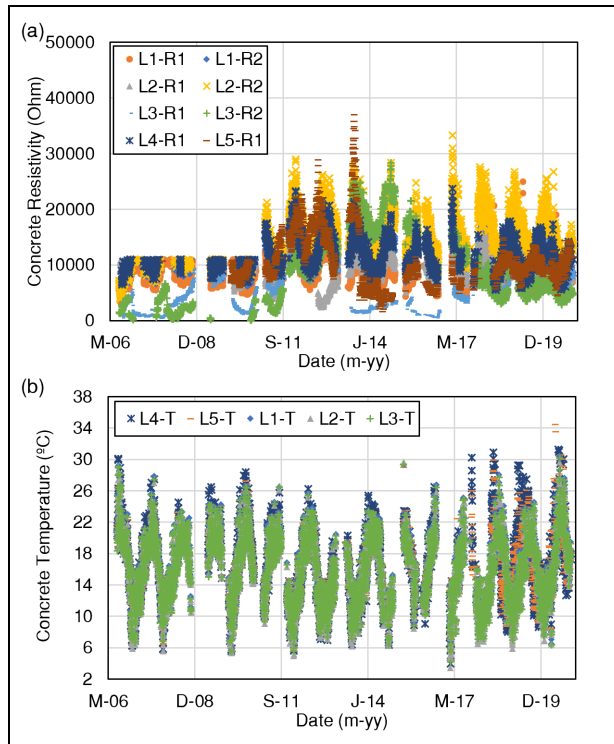 (a)
50000
40000
30000
20000
10000
0
Concrete Resistivity (Ohm)
L1-R1 L1-R2
L2-R1 L2-R2
L3-R1 L3-R2
L4-R1 L5-R1
M-06 D-08 S-11 J-14 M-17 D-19
Date (m-yy)
(b)
38
34
30
26
22
18
14
10
6
2
Concrete Temperature (ºC)
L4-T L5-T L1-T L2-T L3-T
M-06 D-08 S-11 J-14 M-17 D-19
Date (m-yy)